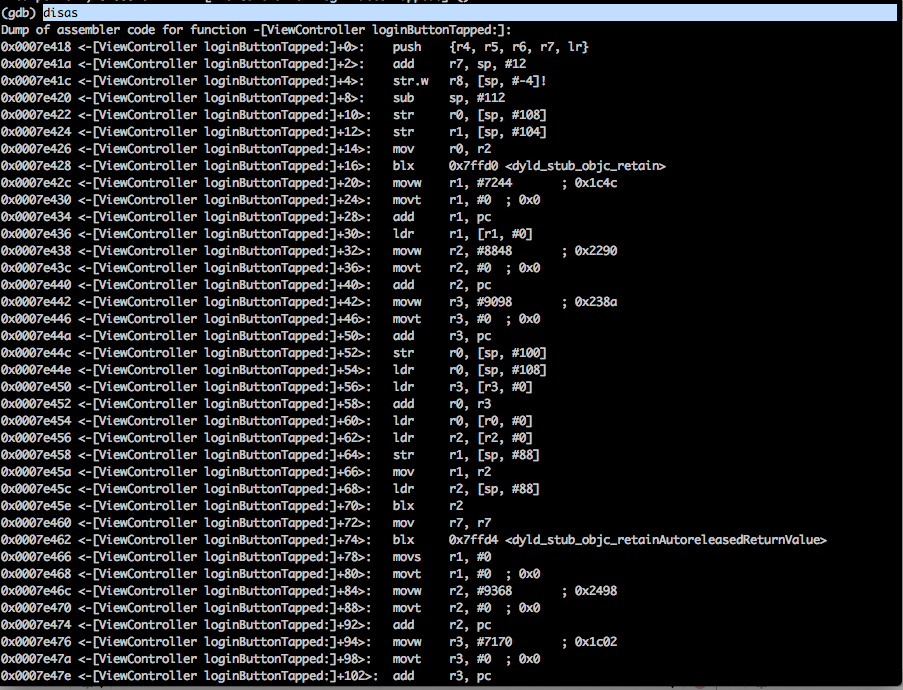 (gdb) disas
Dump of assembler code for function -[ViewController loginButtonTapped:]:
0x0007e418 <-[ViewController loginButtonTapped:]+0>: push {r4, r5, r6, r7, lr}
0x0007e41a <-[ViewController loginButtonTapped:]+2>: add r7, sp, #12
0x0007e41c <-[ViewController loginButtonTapped:]+4>: str.w r8, [sp, #-4]!
0x0007e420 <-[ViewController loginButtonTapped:]+8>: sub sp, #112
0x0007e422 <-[ViewController loginButtonTapped:]+10>: str r0, [sp, #108]
0x0007e424 <-[ViewController loginButtonTapped:]+12>: str r1, [sp, #104]
0x0007e426 <-[ViewController loginButtonTapped:]+14>: mov r0, r2
0x0007e428 <-[ViewController loginButtonTapped:]+16>: blx 0x7ffd0 <dyld_stub_objc_retain>
0x0007e42c <-[ViewController loginButtonTapped:]+20>: movw r1, #7244 ; 0x1c4c
0x0007e430 <-[ViewController loginButtonTapped:]+24>: movt r1, #0 ; 0x0
0x0007e434 <-[ViewController loginButtonTapped:]+28>: add r1, pc
0x0007e436 <-[ViewController loginButtonTapped:]+30>: ldr r1, [r1, #0]
0x0007e438 <-[ViewController loginButtonTapped:]+32>: movw r2, #8848 ; 0x2290
0x0007e43c <-[ViewController loginButtonTapped:]+36>: movt r2, #0 ; 0x0
0x0007e440 <-[ViewController loginButtonTapped:]+40>: add r2, pc
0x0007e442 <-[ViewController loginButtonTapped:]+42>: movw r3, #9098 ; 0x238a
0x0007e446 <-[ViewController loginButtonTapped:]+46>: movt r3, #0 ; 0x0
0x0007e44a <-[ViewController loginButtonTapped:]+50>: add r3, pc
0x0007e44c <-[ViewController loginButtonTapped:]+52>: str r0, [sp, #100]
0x0007e44e <-[ViewController loginButtonTapped:]+54>: ldr r0, [sp, #108]
0x0007e450 <-[ViewController loginButtonTapped:]+56>: ldr r3, [r3, #0]
0x0007e452 <-[ViewController loginButtonTapped:]+58>: add r0, r3
0x0007e454 <-[ViewController loginButtonTapped:]+60>: ldr r0, [r0, #0]
0x0007e456 <-[ViewController loginButtonTapped:]+62>: ldr r2, [r2, #0]
0x0007e458 <-[ViewController loginButtonTapped:]+64>: str r1, [sp, #88]
0x0007e45a <-[ViewController loginButtonTapped:]+66>: mov r1, r2
0x0007e45c <-[ViewController loginButtonTapped:]+68>: ldr r2, [sp, #88]
0x0007e45e <-[ViewController loginButtonTapped:]+70>: blx r2
0x0007e460 <-[ViewController loginButtonTapped:]+72>: mov r7, r7
0x0007e462 <-[ViewController loginButtonTapped:]+74>: blx 0x7ffd4 <dyld_stub_objc_retainAutoreleasedReturnValue>
0x0007e466 <-[ViewController loginButtonTapped:]+78>: movs r1, #0
0x0007e468 <-[ViewController loginButtonTapped:]+80>: movt r1, #0 ; 0x0
0x0007e46c <-[ViewController loginButtonTapped:]+84>: movw r2, #9368 ; 0x2498
0x0007e470 <-[ViewController loginButtonTapped:]+88>: movt r2, #0 ; 0x0
0x0007e474 <-[ViewController loginButtonTapped:]+92>: add r2, pc
0x0007e476 <-[ViewController loginButtonTapped:]+94>: movw r3, #7170 ; 0x1c02
0x0007e47a <-[ViewController loginButtonTapped:]+98>: movt r3, #0 ; 0x0
0x0007e47e <-[ViewController loginButtonTapped:]+102>: add r3, pc